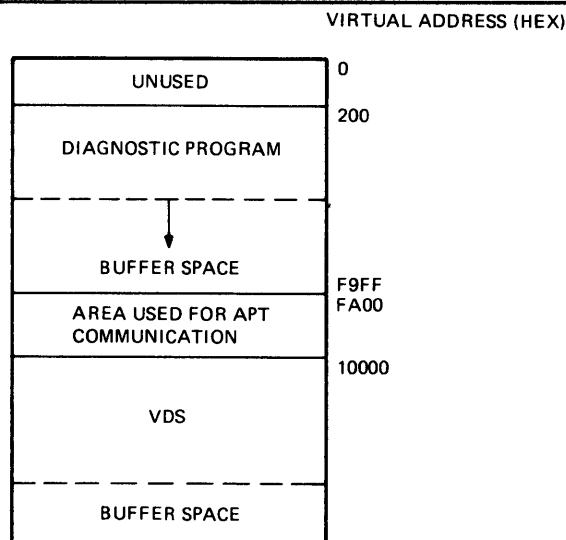 VIRTUAL ADDRESS (HEX)
UNUSED
0
200
DIAGNOSTIC PROGRAM
BUFFER SPACE
F9FF
FA00
AREA USED FOR APT
COMMUNICATION
10000
VDS
BUFFER SPACE